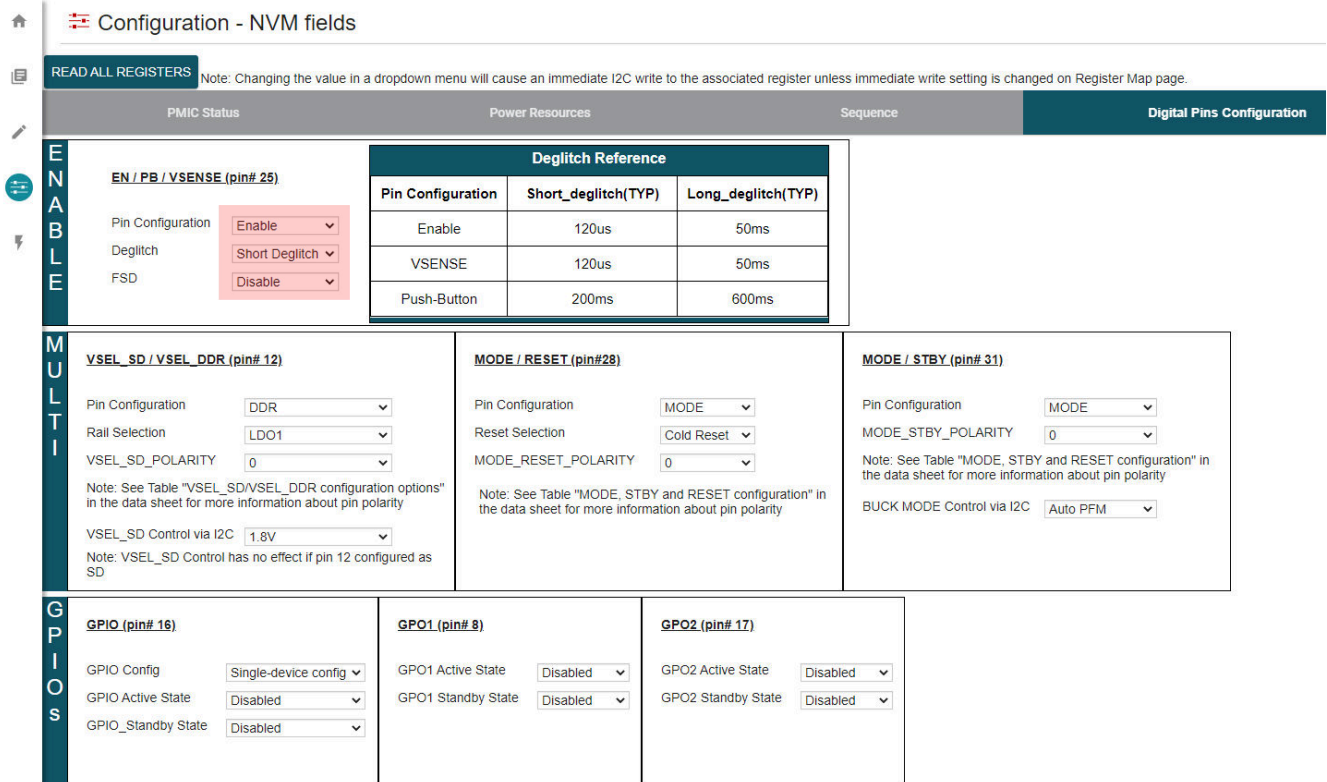 Configuration - NVM fields
READ ALL REGISTERS Note: Changing the value in a dropdown menu will cause an immediate I2C write to the associated register unless immediate write setting is changed on Register Map page.
PMIC Status Power Resources Sequence Digital Pins Configuration
ENABLE
EN / PB / VSENSE (pin# 25)
Pin Configuration Enable
Deglitch Short Deglitch
FSD Disable
Deglitch Reference
Pin Configuration Short_deglitch(TYP) Long_deglitch(TYP)
Enable 120us 50ms
VSENSE 120us 50ms
Push-Button 200ms 600ms
MULTI
VSEL_SD / VSEL_DDR (pin# 12)
Pin Configuration DDR
Rail Selection LDO1
VSEL_SD_POLARITY 0
Note: See Table "VSEL_SD/VSEL_DDR configuration options"
in the data sheet for more information about pin polarity
VSEL_SD Control via I2C 1.8V
Note: VSEL_SD Control has no effect if pin 12 configured as
SD
MODE / RESET (pin#28)
Pin Configuration MODE
Reset Selection Cold Reset
MODE_RESET_POLARITY 0
Note: See Table "MODE, STBY and RESET configuration" in
the data sheet for more information about pin polarity
MODE / STBY (pin# 31)
Pin Configuration MODE
MODE_STBY_POLARITY 0
Note: See Table "MODE, STBY and RESET configuration" in
the data sheet for more information about pin polarity
BUCK MODE Control via I2C Auto PFM
GPIOs
GPIO (pin# 16)
GPIO Config Single-device config
GPIO Active State Disabled
GPIO_Standby State Disabled
GPO1 (pin# 8)
GPO1 Active State Disabled
GPO1 Standby State Disabled
GPO2 (pin# 17)
GPO2 Active State Disabled
GPO2 Standby State Disabled